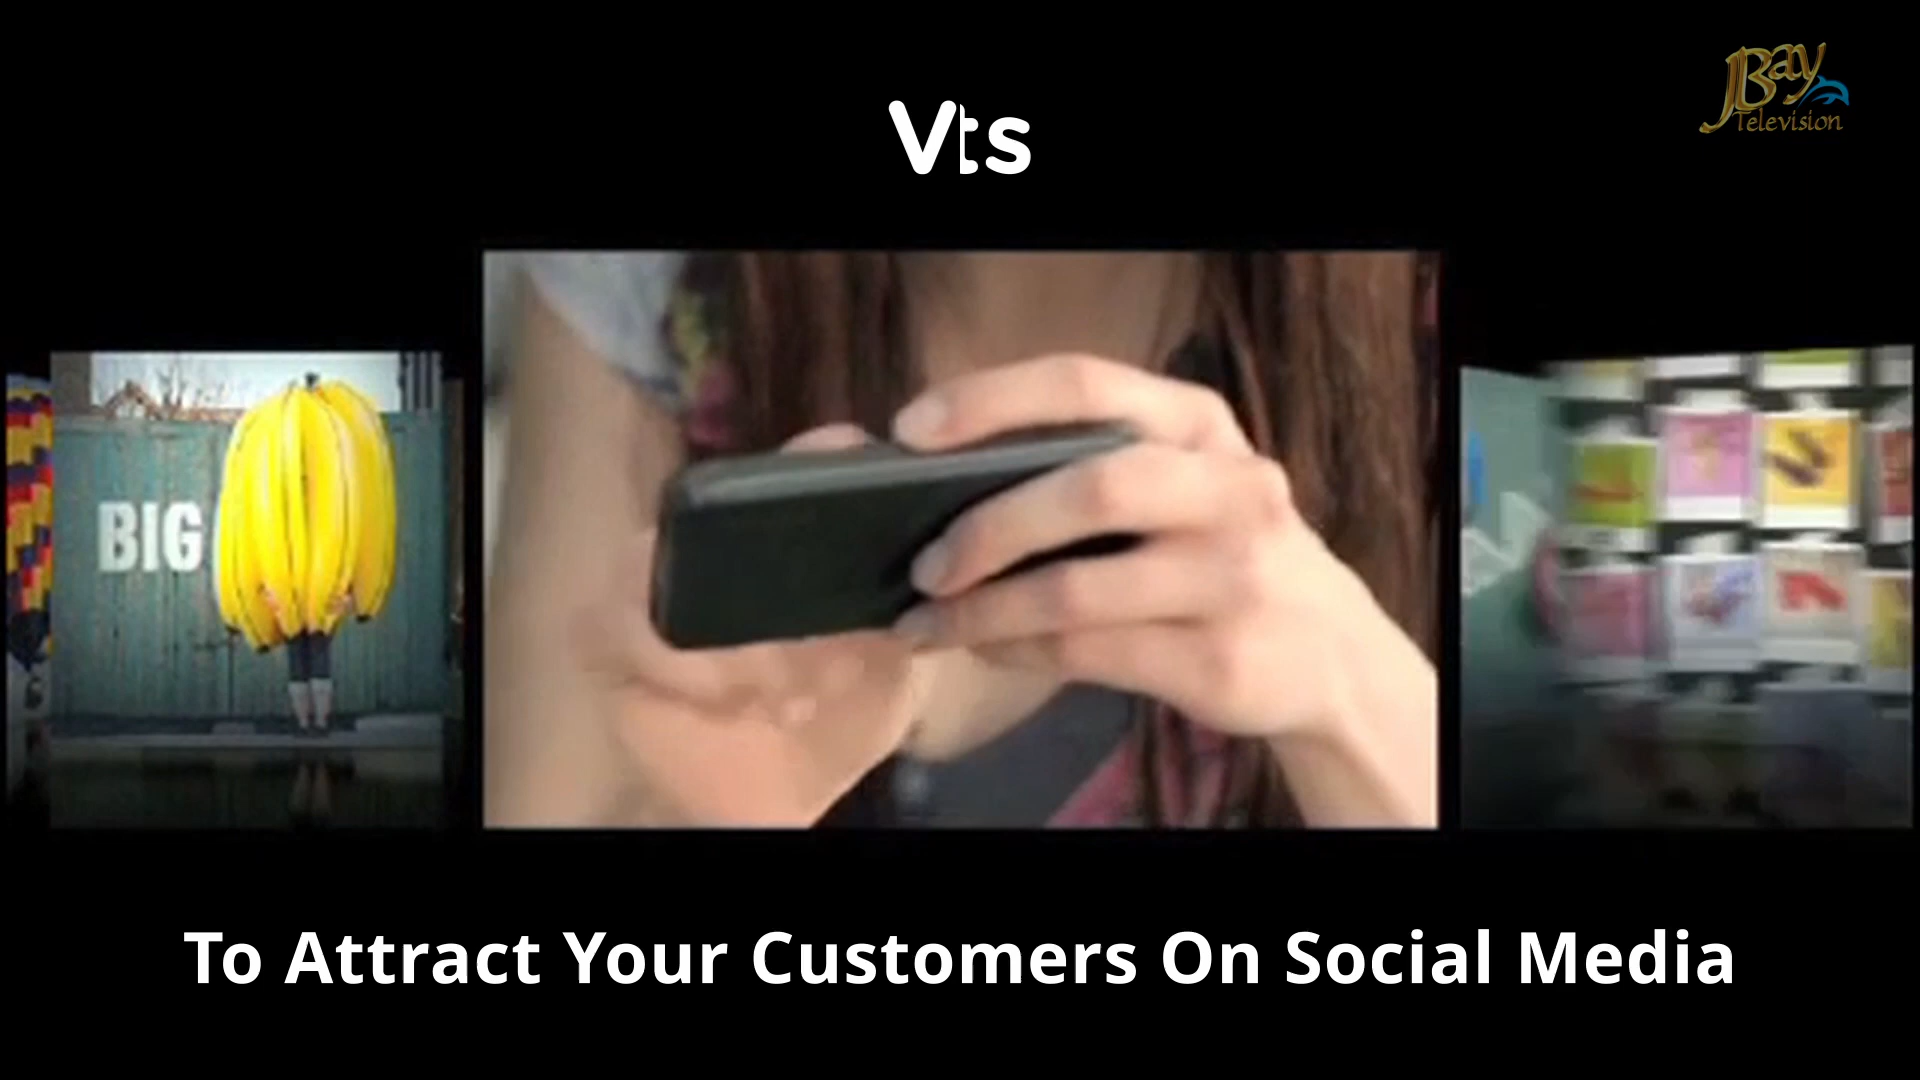 JBay
Television
Vts
BIG
To Attract Your Customers On Social Media